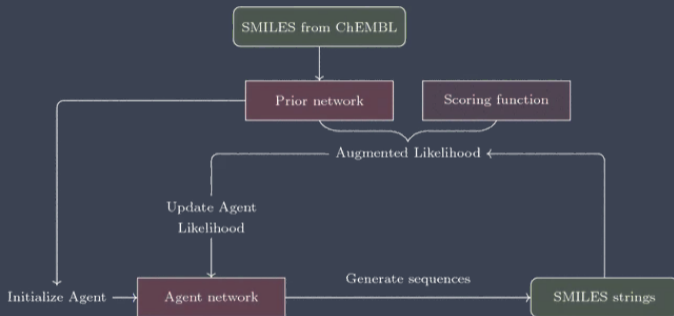 SMILES from ChEMBL
Prior network
Scoring function
Augmented Likelihood
Update Agent
Likelihood
Generate sequences
Initialize Agent
Agent network
SMILES strings